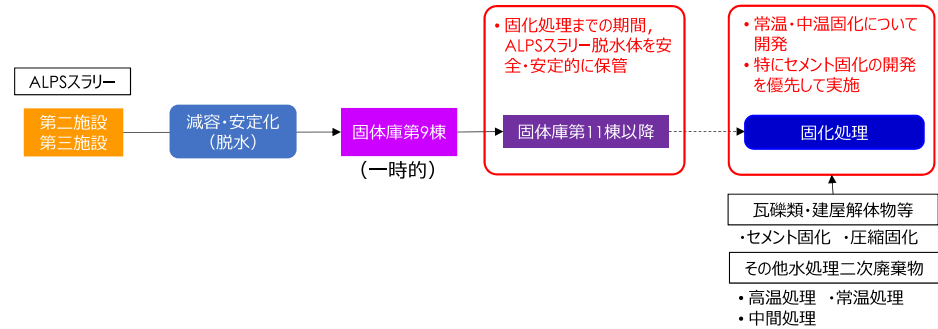 ・固化処理までの期間,
ALPSスラリー脱水体を安
全・安定的に保管
・常温・中温固化について
開発
・特にセメント固化の開発
を優先して実施
ALPSスラリー
第二施設
第三施設
減容・安定化
（脱水）
固体庫第9棟
（一時的）
固体庫第11棟以降
固化処理
瓦礫類・建屋解体物等
・セメント固化 ・圧縮固化
その他水処理二次廃棄物
・高温処理 ・常温処理
・中間処理